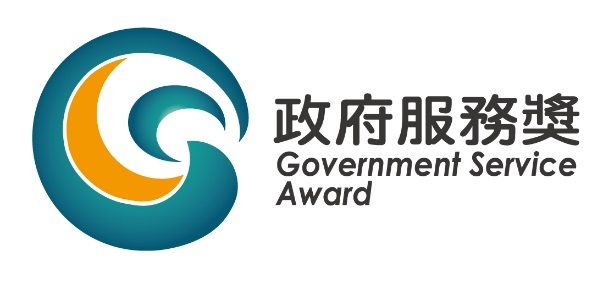 政府服務獎
Government Service
Award